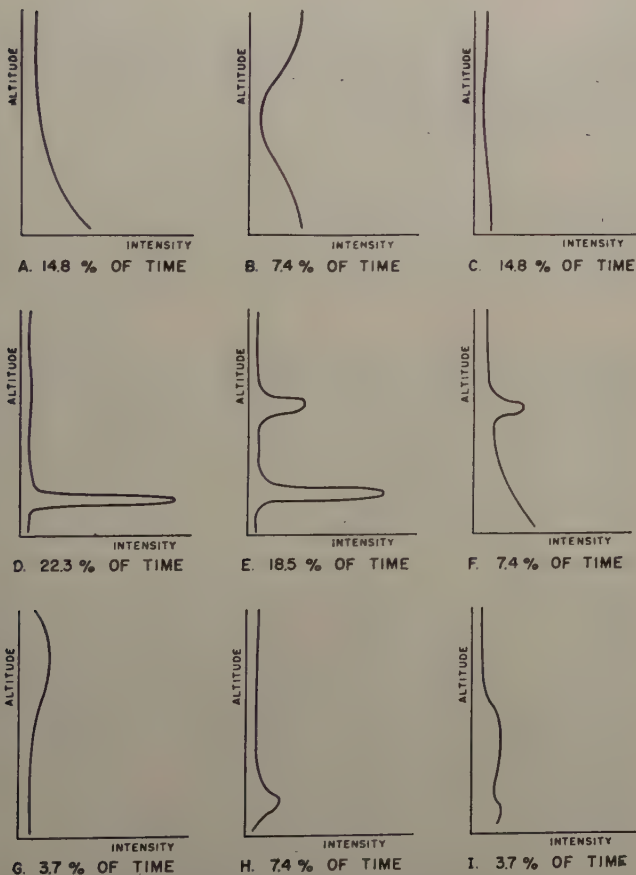 ALTITUDE
INTENSITY
A. 14.8 % OF TIME
ALTITUDE
INTENSITY
B. 7.4 % OF TIME
ALTITUDE
INTENSITY
C. 14.8 % OF TIME
ALTITUDE
INTENSITY
D. 22.3 % OF TIME
ALTITUDE
INTENSITY
E. 18.5 % OF TIME
ALTITUDE
INTENSITY
F. 7.4 % OF TIME
ALTITUDE
INTENSITY
G. 3.7 % OF TIME
ALTITUDE
INTENSITY
H. 7.4 % OF TIME
ALTITUDE
INTENSITY
I. 3.7 % OF TIME